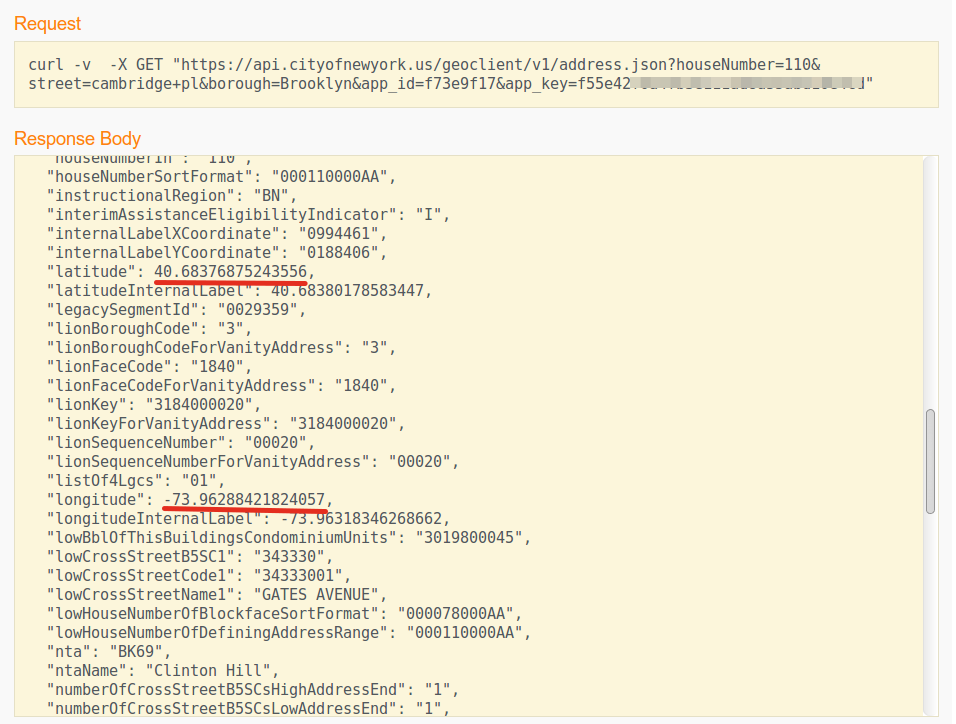 Request
curl -v  -X GET "https://api.cityofnewyork.us/geoclient/v1/address.json?houseNumber=110&
street=cambridge+pl&borough=Brooklyn&app_id=f73e9f17&app_key=f55e42
Response Body
"houseNumberIn": "110",
"houseNumberSortFormat": "000110000AA",
"instructionalRegion": "BN",
"interimAssistanceEligibilityIndicator": "I",
"internalLabelXCoordinate": "0994461",
"internalLabelYCoordinate": "0188406",
"latitude": 40.68376875243556,
"latitudeInternalLabel": 40.68380178583447,
"legacySegmentId": "0029359",
"lionBoroughCode": "3",
"lionBoroughCodeForVanityAddress": "3",
"lionFaceCode": "1840",
"lionFaceCodeForVanityAddress": "1840",
"lionKey": "3184000020",
"lionKeyForVanityAddress": "3184000020",
"lionSequenceNumber": "00020",
"lionSequenceNumberForVanityAddress": "00020",
"listOf4Lgcs": "01",
"longitude": -73.96288421824057,
"longitudeInternalLabel": -73.96318346268662,
"lowBblOfThisBuildingsCondominiumUnits": "3019800045",
"lowCrossStreetB5SC1": "343330",
"lowCrossStreetCode1": "34333001",
"lowCrossStreetName1": "GATES AVENUE",
"lowHouseNumberOfBlockfaceSortFormat": "000078000AA",
"lowHouseNumberOfDefiningAddressRange": "000110000AA",
"nta": "BK69",
"ntaName": "Clinton Hill",
"numberOfCrossStreetB5SCsHighAddressEnd": "1",
"numberOfCrossStreetB5SCsLowAddressEnd": "1",